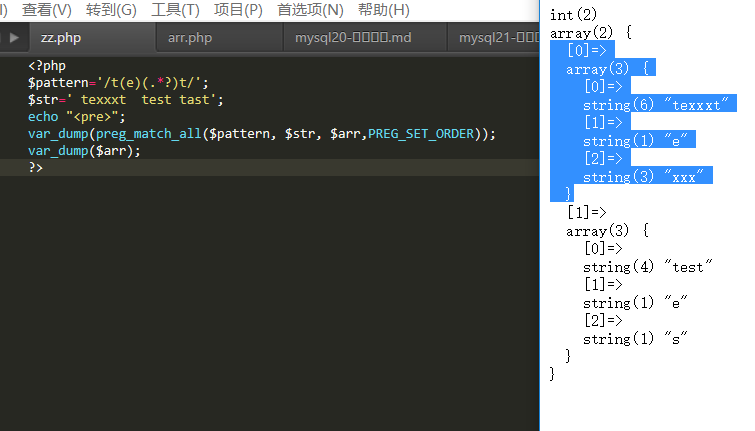 查看(V) 转到(G) 工具(T) 项目(P) 首选项(N) 帮助(H)
zz.php arr.php mysql20-□□□□.md mysql21-
<?php
$pattern='/t(e)(.*?)t/';
$str=' texxxt  test tast';
echo "<pre>";
var_dump(preg_match_all($pattern, $str, $arr,PREG_SET_ORDER));
var_dump($arr);
?>
int(2)
array(2) {
  [0]=>
  array(3) {
    [0]=>
    string(6) "texxxt"
    [1]=>
    string(1) "e"
    [2]=>
    string(3) "xxx"
  }
  [1]=>
  array(3) {
    [0]=>
    string(4) "test"
    [1]=>
    string(1) "e"
    [2]=>
    string(1) "s"
  }
}